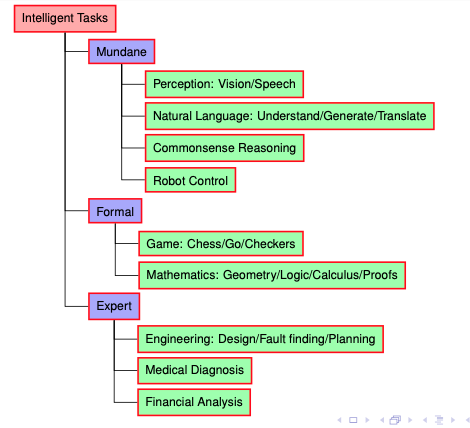 Intelligent Tasks
Mundane
Perception: Vision/Speech
Natural Language: Understand/Generate/Translate
Commonsense Reasoning
Robot Control
Formal
Game: Chess/Go/Checkers
Mathematics: Geometry/Logic/Calculus/Proofs
Expert
Engineering: Design/Fault finding/Planning
Medical Diagnosis
Financial Analysis